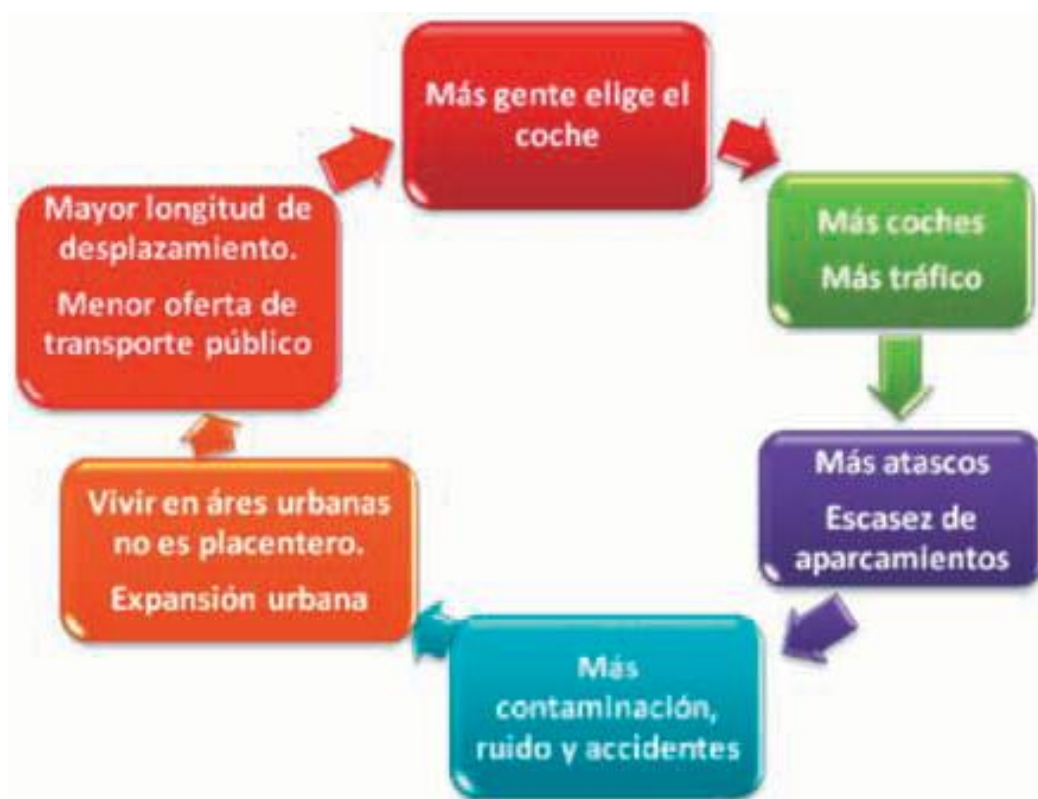 Más gente elige el
coche
Más coches
Más tráfico
Más atascos
Escasez de
aparcamientos
Más
contaminación,
ruido y accidentes
Vivir en áres urbanas
no es placentero.
Expansión urbana
Mayor longitud de
desplazamiento.
Menor oferta de
transporte público